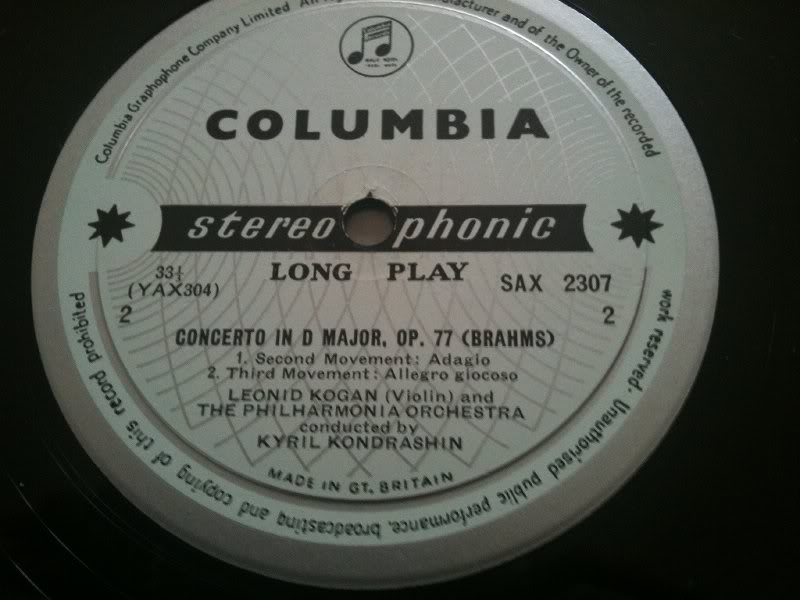 Columbia Graphophone Company Limited All
facturer and of the Owner of the recorded
work reserved. Unauthorised public performance, broadcasting and copying of this record prohibited
COLUMBIA
stereo phonic
LONG PLAY
33⅓
(YAX304)
SAX 2307
2
2
CONCERTO IN D MAJOR, OP. 77 (BRAHMS)
1. Second Movement: Adagio
2. Third Movement: Allegro giocoso
LEONID KOGAN (Violin) and
THE PHILHARMONIA ORCHESTRA
conducted by
KYRIL KONDRASHIN
MADE IN GT. BRITAIN